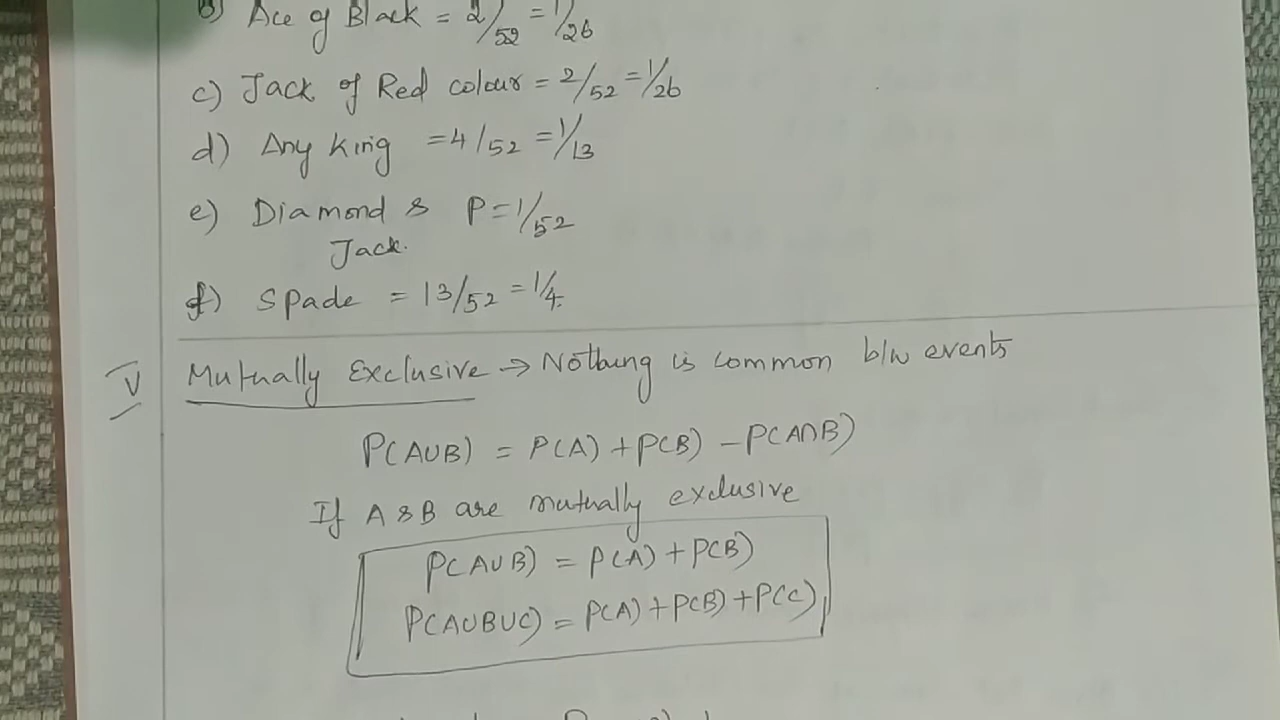 b) Ace of Black = 2/52 = 1/26
c) Jack of Red colour = 2/52 = 1/26
d) Any king = 4/52 = 1/13
e) Diamond & P = 1/52
Jack.
f) Spade = 13/52 = 1/4
V Mutually Exclusive → Nothing is common b/w events
P(A∪B) = P(A) + P(B) - P(A∩B)
If A & B are mutually exclusive
P(A∪B) = P(A) + P(B)
P(A∪B∪C) = P(A) + P(B) + P(C)